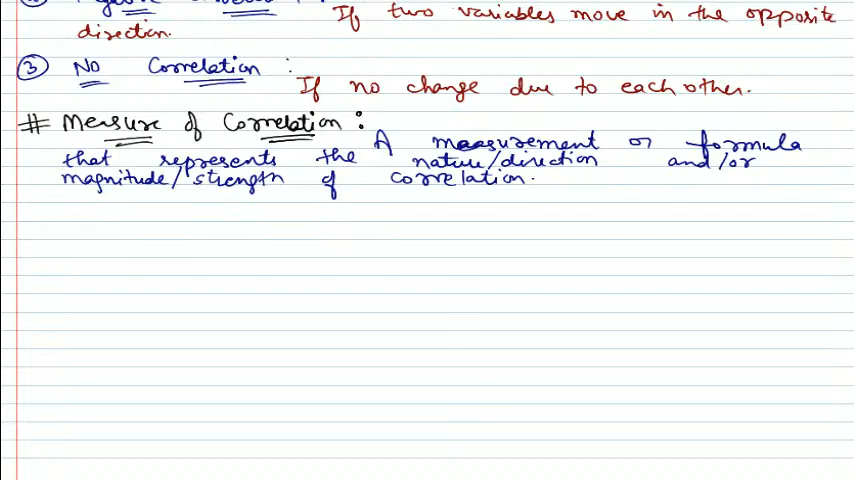 If two variables move in the opposite
direction.
③ No Correlation :
If no change due to each other.
# Measure of Correlation :
A measurement or formula
that represents the nature/direction and/or
magnitude/strength of correlation.